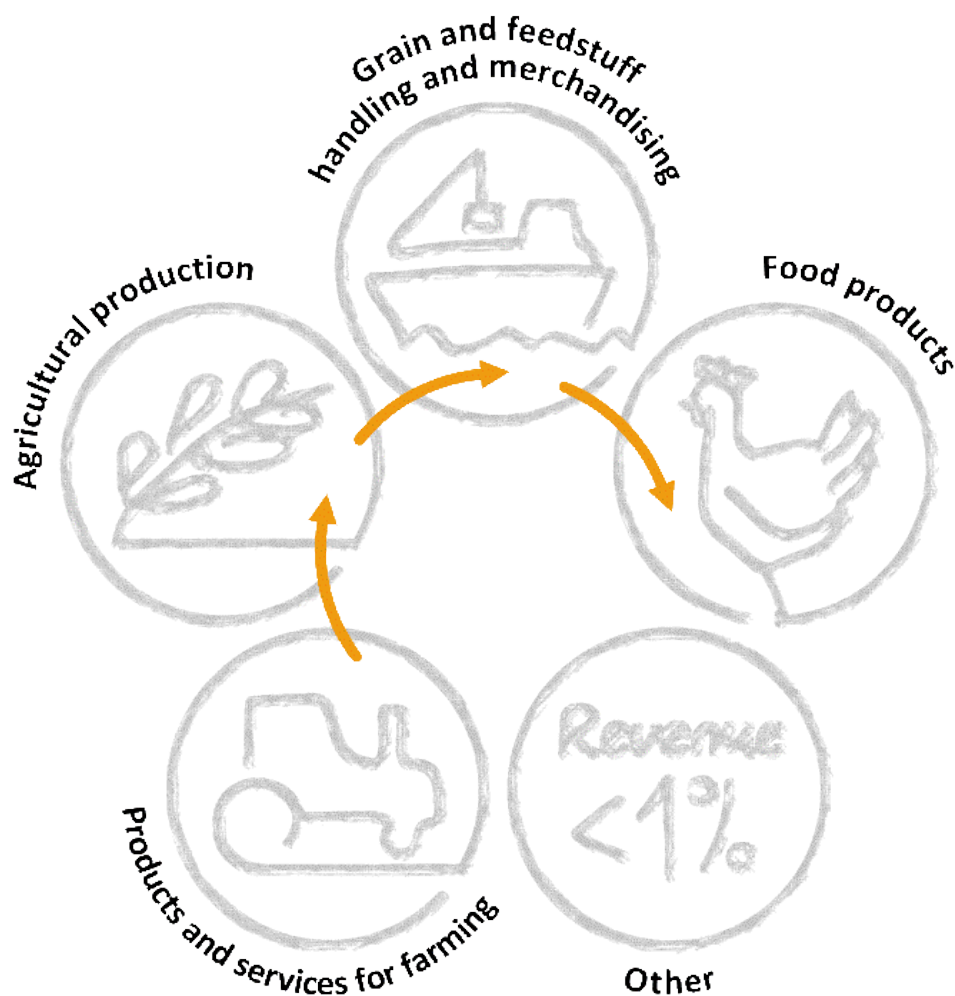 Grain and feedstuff
handling and merchandising
Agricultural production
Food products
Products and services for farming
Revenue
<1%
Other